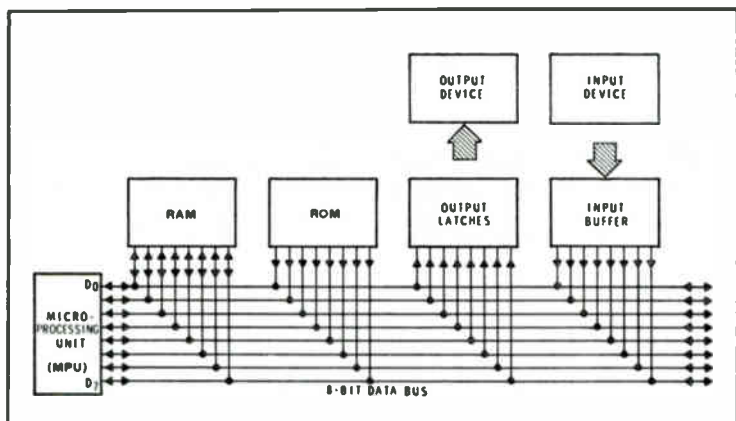 OUTPUT
DEVICE
INPUT
DEVICE
RAM
ROM
OUTPUT
LATCHES
INPUT
BUFFER
D0
MICRO-
PROCESSING
UNIT
(MPU)
D7
8-BIT DATA BUS